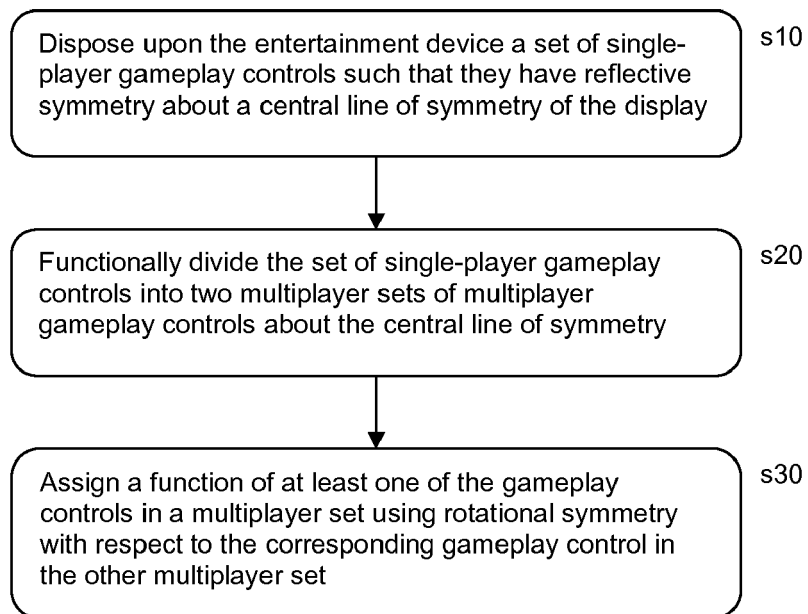 Dispose upon the entertainment device a set of single-
player gameplay controls such that they have reflective
symmetry about a central line of symmetry of the display
s10
Functionally divide the set of single-player gameplay
controls into two multiplayer sets of multiplayer
gameplay controls about the central line of symmetry
s20
Assign a function of at least one of the gameplay
controls in a multiplayer set using rotational symmetry
with respect to the corresponding gameplay control in
the other multiplayer set
s30